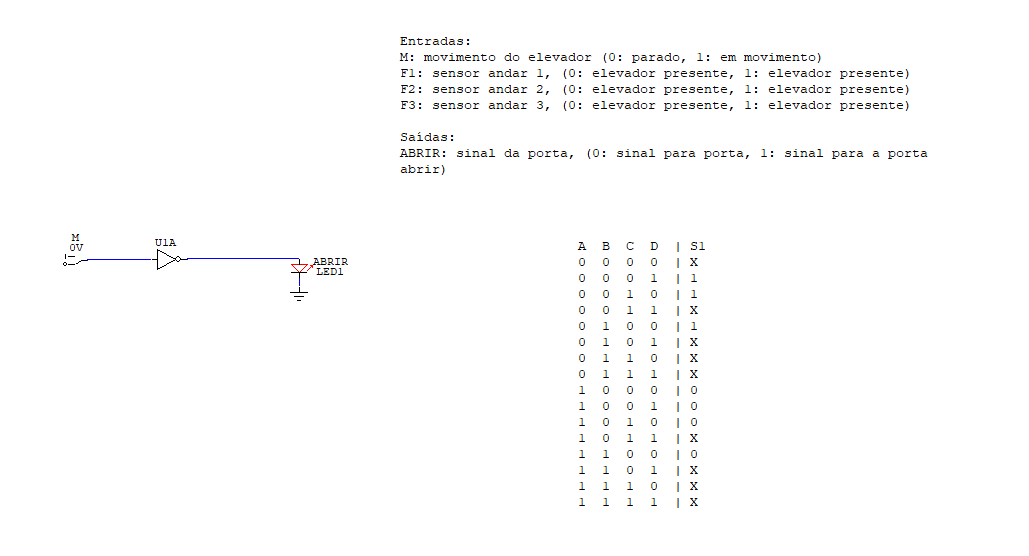 Entradas:
M: movimento do elevador (0: parado, 1: em movimento)
F1: sensor andar 1, (0: elevador presente, 1: elevador presente)
F2: sensor andar 2, (0: elevador presente, 1: elevador presente)
F3: sensor andar 3, (0: elevador presente, 1: elevador presente)
Saídas:
ABRIR: sinal da porta, (0: sinal para porta, 1: sinal para a porta
abrir)
M
0V
U1A
ABRIR
LED1
A B C D | S1
0 0 0 0 | X
0 0 0 1 | 1
0 0 1 0 | 1
0 0 1 1 | X
0 1 0 0 | 1
0 1 0 1 | X
0 1 1 0 | X
0 1 1 1 | X
1 0 0 0 | 0
1 0 0 1 | 0
1 0 1 0 | 0
1 0 1 1 | X
1 1 0 0 | 0
1 1 0 1 | X
1 1 1 0 | X
1 1 1 1 | X